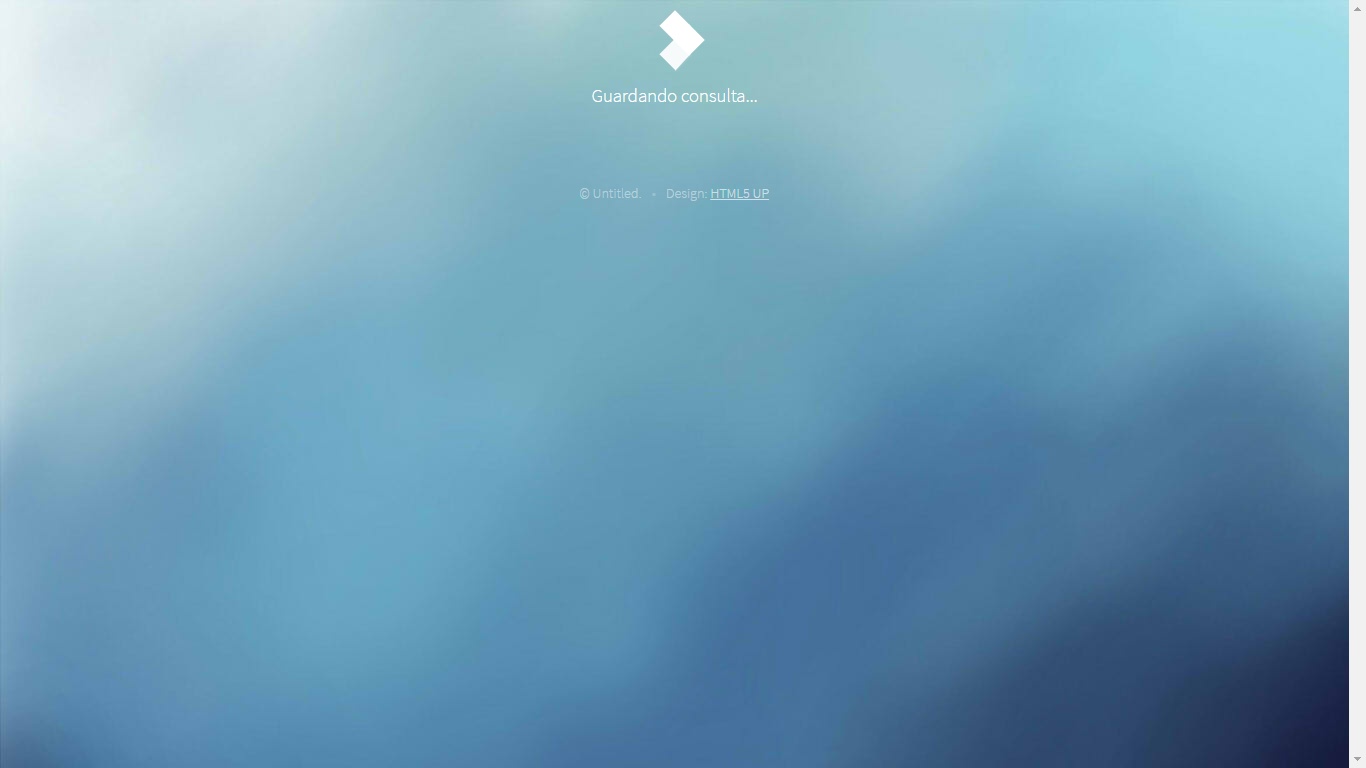 Guardando consulta...
© Untitled. • Design: HTML5 UP